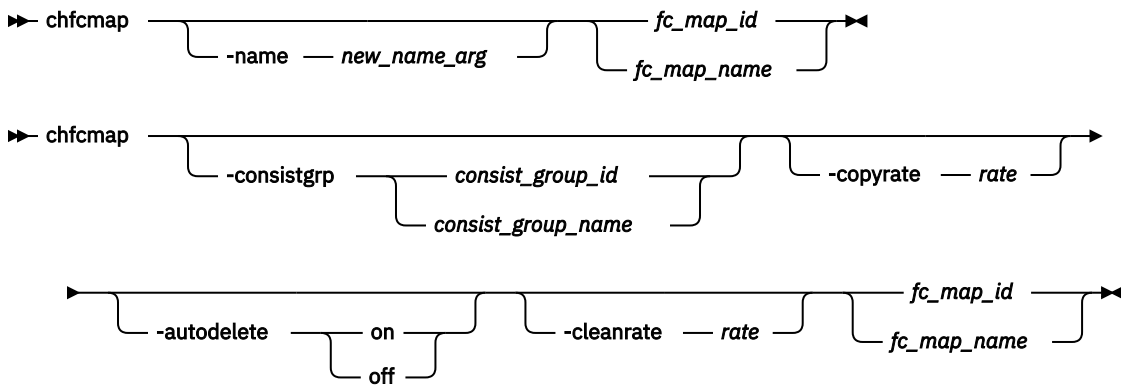 chfcmap fc_map_id
-name new_name_arg fc_map_name
chfcmap
-consistgrp consist_group_id -copyrate rate
consist_group_name
fc_map_id
-autodelete on -cleanrate rate fc_map_name
off